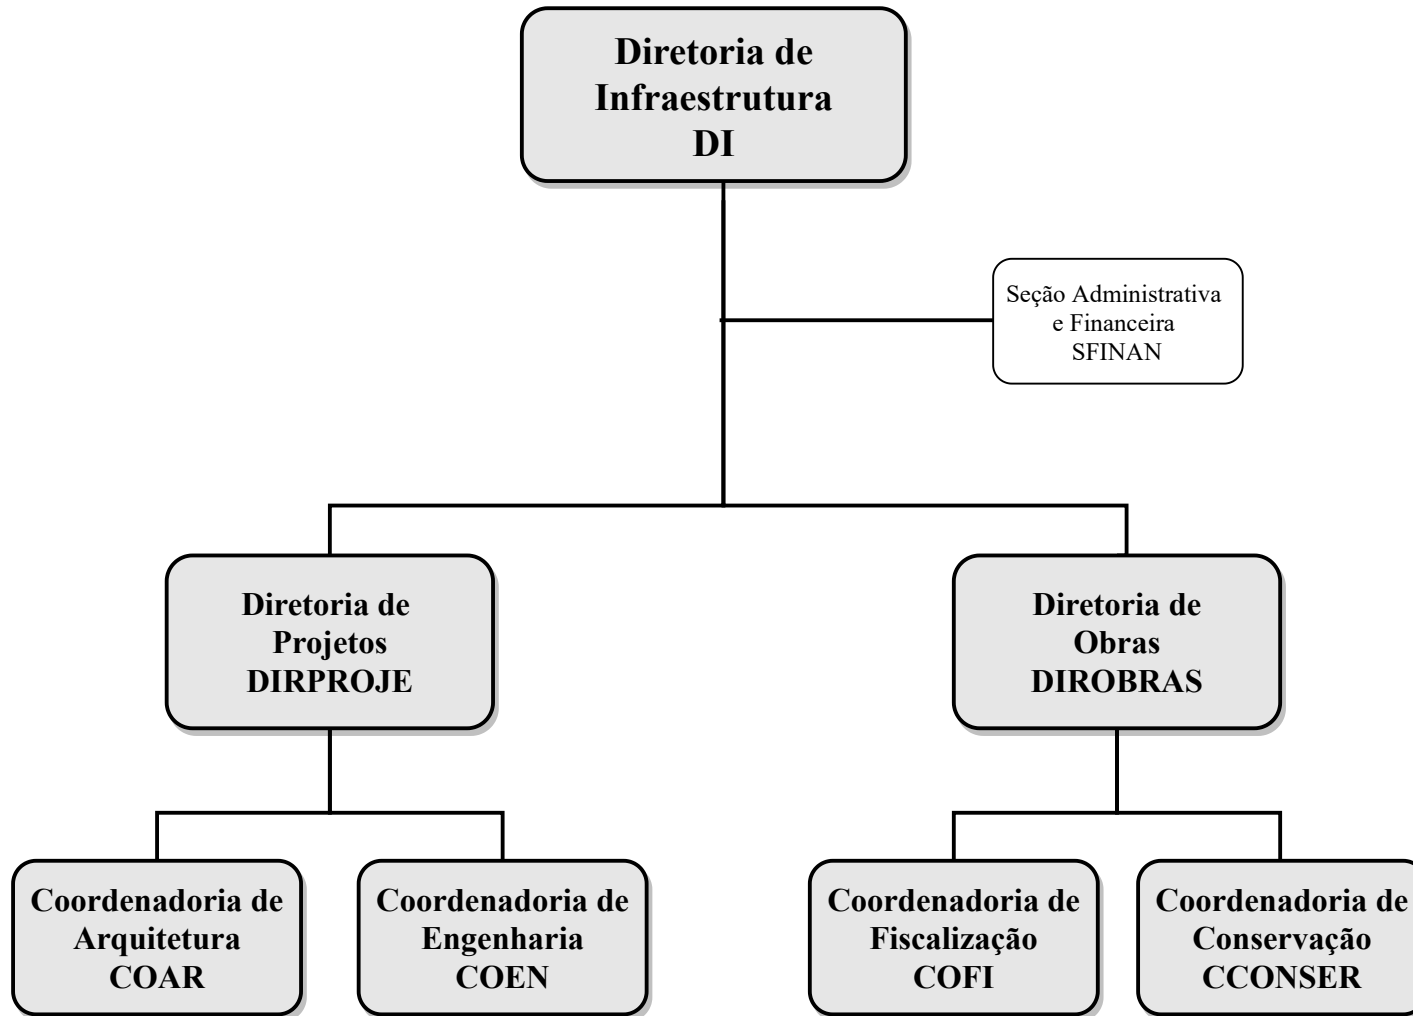 Diretoria de
Infraestrutura
DI
Seção Administrativa
e Financeira
SFINAN
Diretoria de
Projetos
DIRPROJE
Diretoria de
Obras
DIROBRAS
Coordenadoria de
Arquitetura
COAR
Coordenadoria de
Engenharia
COEN
Coordenadoria de
Fiscalização
COFI
Coordenadoria de
Conservação
CCONSER